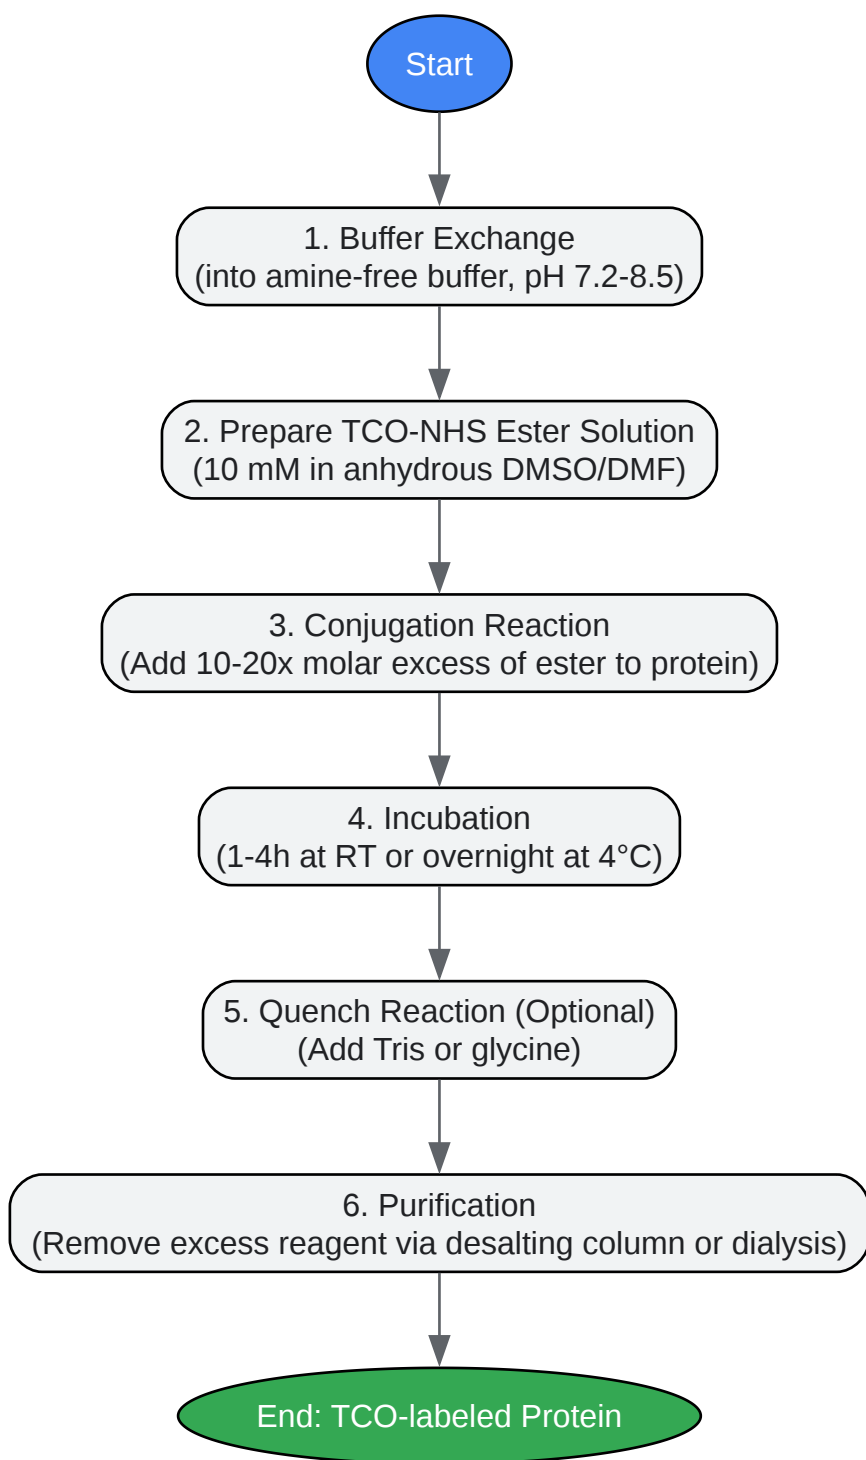 Start
1. Buffer Exchange
(into amine-free buffer, pH 7.2-8.5)
2. Prepare TCO-NHS Ester Solution
(10 mM in anhydrous DMSO/DMF)
3. Conjugation Reaction
(Add 10-20x molar excess of ester to protein)
4. Incubation
(1-4h at RT or overnight at 4°C)
5. Quench Reaction (Optional)
(Add Tris or glycine)
6. Purification
(Remove excess reagent via desalting column or dialysis)
End: TCO-labeled Protein